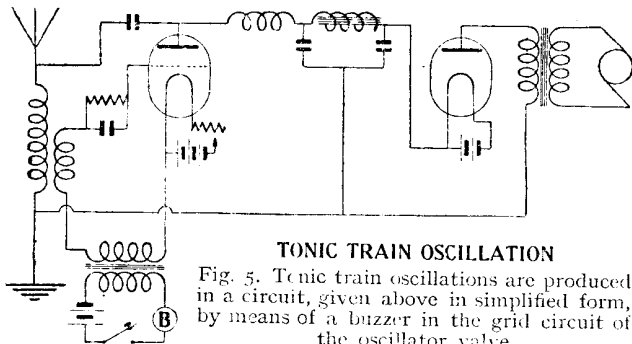 B
TONIC TRAIN OSCILLATION
Fig. 5. Tonic train oscillations are produced
in a circuit, given above in simplified form,
by means of a buzzer in the grid circuit of
the oscillator valve